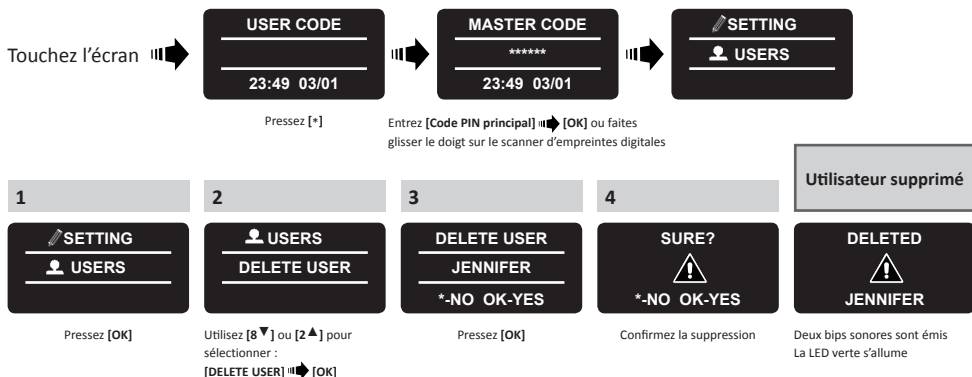 Touchez l'écran
USER CODE
23:49 03/01
Pressez [*]
MASTER CODE
******
23:49 03/01
Entrez [Code PIN principal] [OK] ou faites
glisser le doigt sur le scanner d'empreintes digitales
SETTING
USERS
1
SETTING
USERS
Pressez [OK]
2
USERS
DELETE USER
Utilisez [8▼] ou [2▲] pour
sélectionner :
[DELETE USER] [OK]
3
DELETE USER
JENNIFER
*-NO OK-YES
Pressez [OK]
4
SURE?
*-NO OK-YES
Confirmez la suppression
Utilisateur supprimé
DELETED
JENNIFER
Deux bips sonores sont émis
La LED verte s'allume